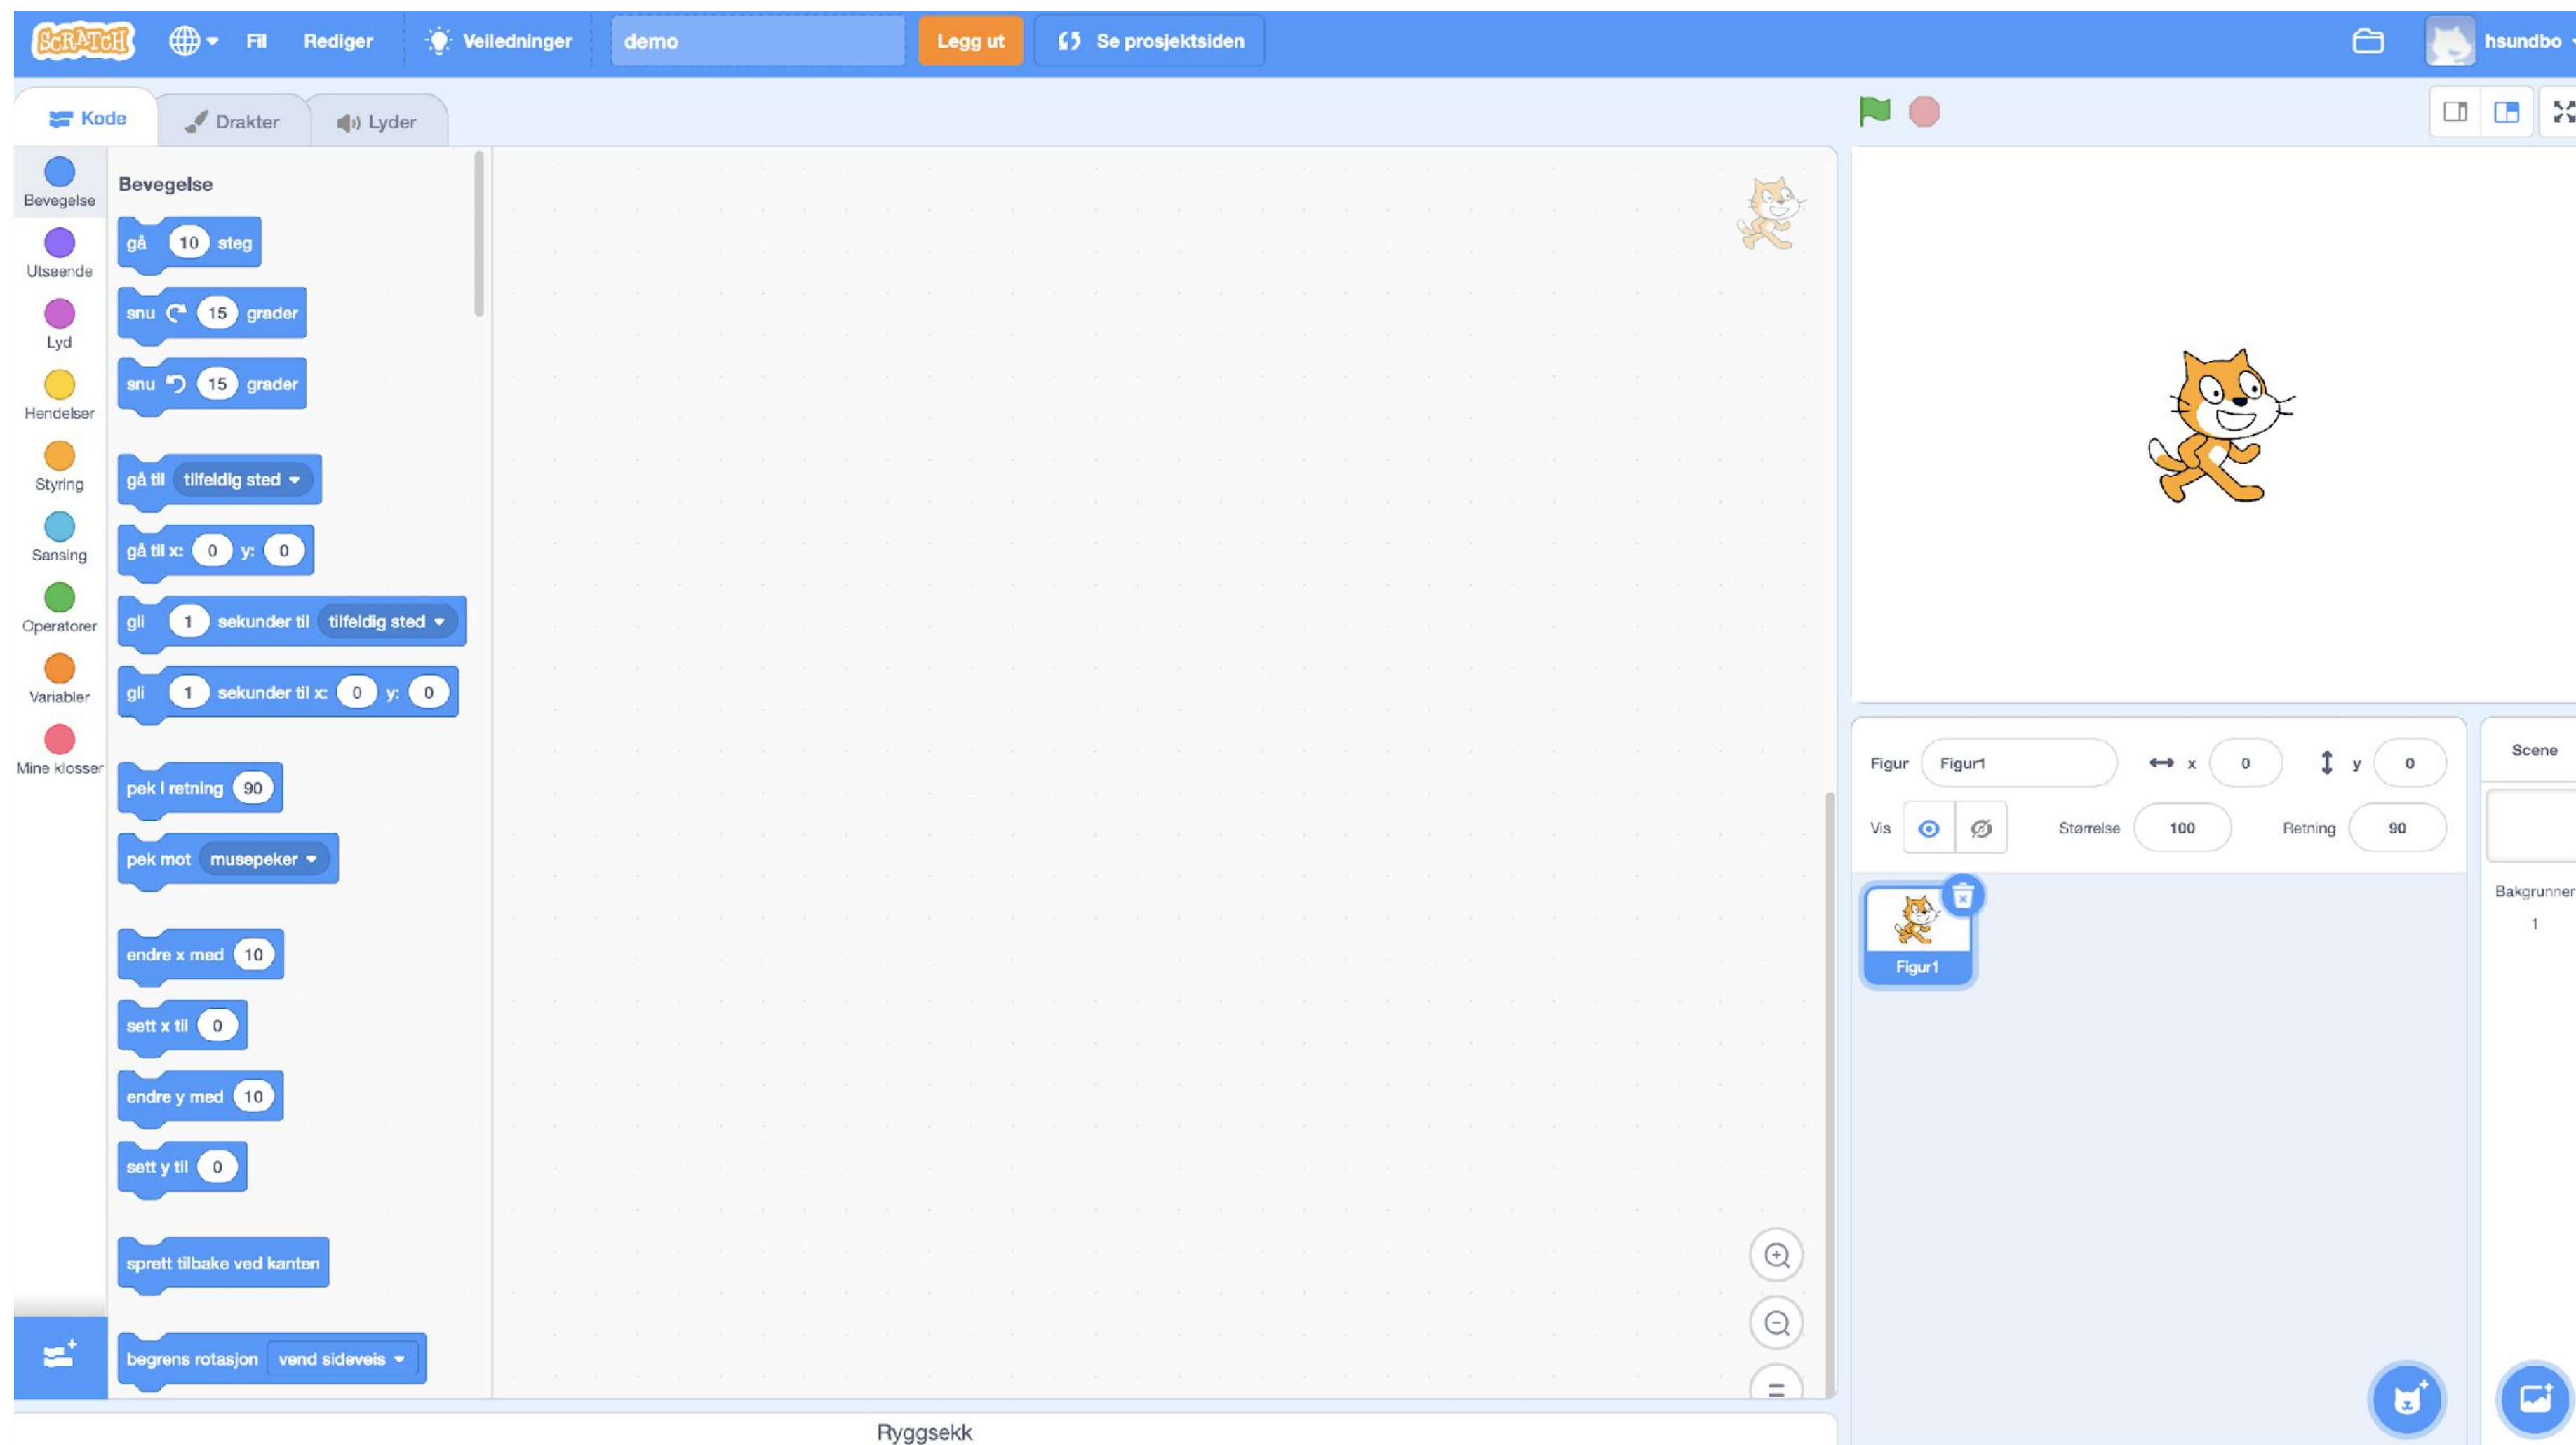 SCRATCH Fil Rediger Veiledninger demo Legg ut Se prosjektsiden hsundbo
Kode Drakter Lyder
Bevegelse
Utseende
Lyd
Hendelser
Styring
Sansing
Operatorer
Variabler
Mine klosser
Bevegelse
gå 10 steg
snu 15 grader
snu 15 grader
gå til tilfeldig sted
gå til x: 0 y: 0
gli 1 sekunder til tilfeldig sted
gli 1 sekunder til x: 0 y: 0
pek i retning 90
pek mot musepeker
endre x med 10
sett x til 0
endre y med 10
sett y til 0
sprett tilbake ved kanten
begrens rotasjon vend sideveis
Ryggsekk
Figur Figur1 x 0 y 0
Vis Størrelse 100 Retning 90
Figur1
Scene
Bakgrunner
1